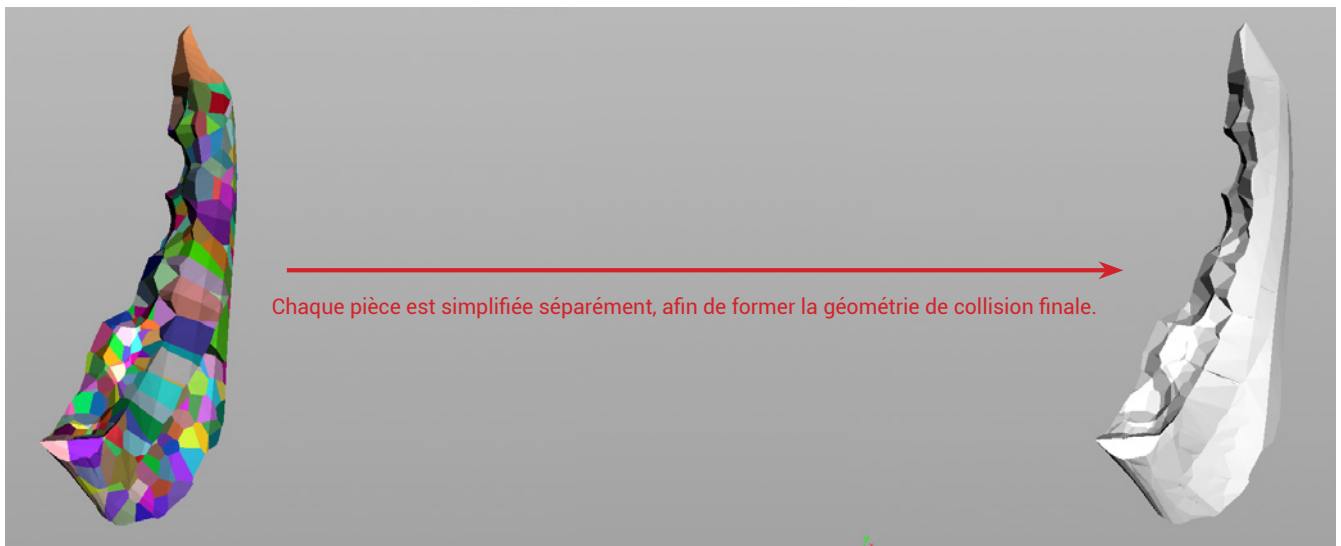 Chaque pièce est simplifiée séparément, afin de former la géométrie de collision finale.